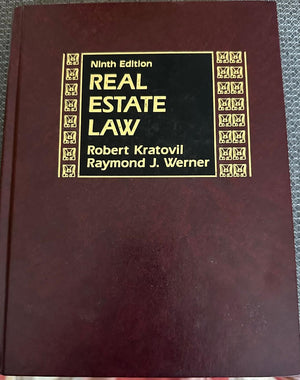 Ninth Edition
REAL
ESTATE
LAW
Robert Kratovil
Raymond J. Werner